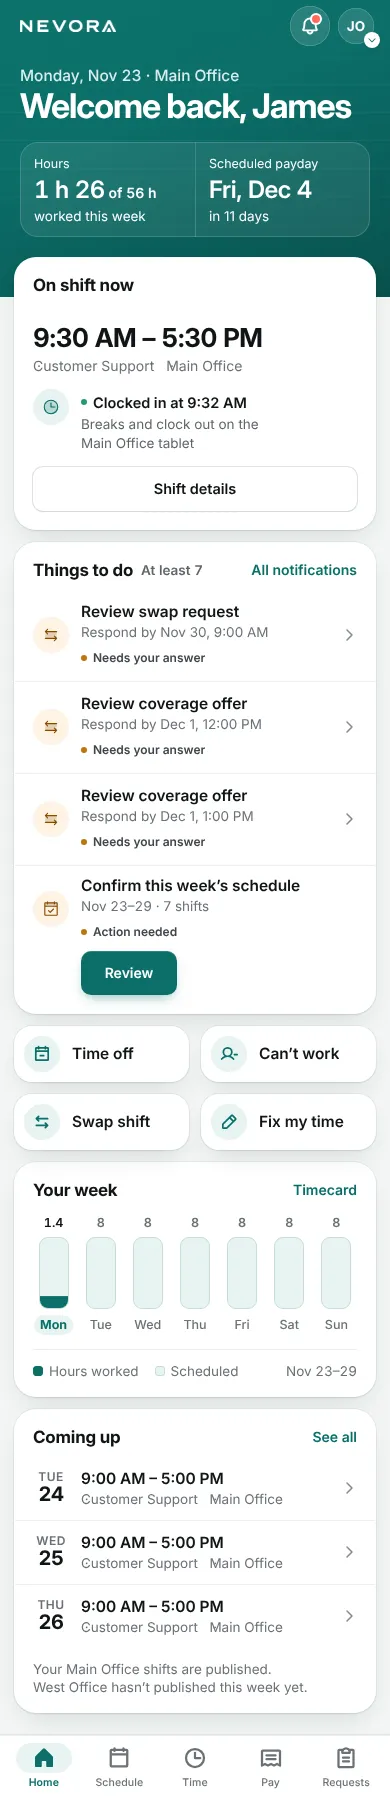 NEVORA
JO
Monday, Nov 23 · Main Office
Welcome back, James
Hours
1 h 26 of 56 h
worked this week
Scheduled payday
Fri, Dec 4
in 11 days
On shift now
9:30 AM – 5:30 PM
Customer Support Main Office
Clocked in at 9:32 AM
Breaks and clock out on the
Main Office tablet
Shift details
Things to do At least 7
All notifications
Review swap request
Respond by Nov 30, 9:00 AM
Needs your answer
Review coverage offer
Respond by Dec 1, 12:00 PM
Needs your answer
Review coverage offer
Respond by Dec 1, 1:00 PM
Needs your answer
Confirm this week’s schedule
Nov 23–29 · 7 shifts
Action needed
Review
Time off
Can’t work
Swap shift
Fix my time
Your week
Timecard
1.4 8 8 8 8 8 8
Mon Tue Wed Thu Fri Sat Sun
Hours worked Scheduled Nov 23–29
Coming up
See all
TUE
24
9:00 AM – 5:00 PM
Customer Support Main Office
WED
25
9:00 AM – 5:00 PM
Customer Support Main Office
THU
26
9:00 AM – 5:00 PM
Customer Support Main Office
Your Main Office shifts are published.
West Office hasn’t published this week yet.
Home Schedule Time Pay Requests